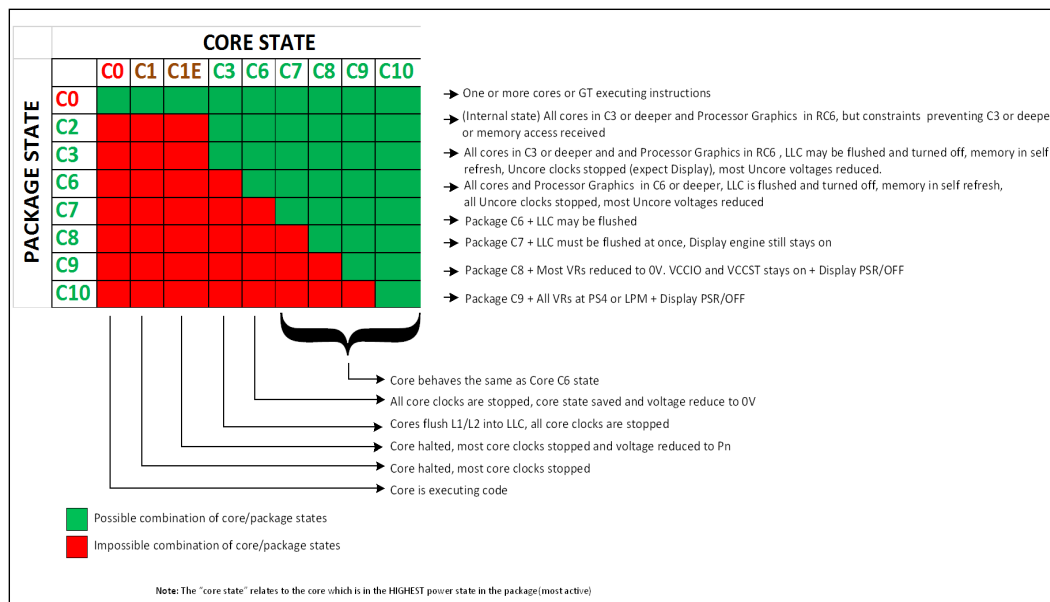 CORE STATE
PACKAGE STATE
C0 C1 C1E C3 C6 C7 C8 C9 C10
C0
One or more cores or GT executing instructions
C2
(Internal state) All cores in C3 or deeper and Processor Graphics in RC6, but constraints preventing C3 or deepe
or memory access received
C3
All cores in C3 or deeper and and Processor Graphics in RC6 , LLC may be flushed and turned off, memory in self
refresh, Uncore clocks stopped (expect Display), most Uncore voltages reduced.
C6
All cores and Processor Graphics in C6 or deeper, LLC is flushed and turned off, memory in self refresh,
all Uncore clocks stopped, most Uncore voltages reduced
C7
Package C6 + LLC may be flushed
C8
Package C7 + LLC must be flushed at once, Display engine still stays on
C9
Package C8 + Most VRs reduced to 0V. VCCIO and VCCST stays on + Display PSR/OFF
C10
Package C9 + All VRs at PS4 or LPM + Display PSR/OFF
Core behaves the same as Core C6 state
All core clocks are stopped, core state saved and voltage reduce to 0V
Cores flush L1/L2 into LLC, all core clocks are stopped
Core halted, most core clocks stopped and voltage reduced to Pn
Core halted, most core clocks stopped
Core is executing code
Possible combination of core/package states
Impossible combination of core/package states
Note: The "core state" relates to the core which is in the HIGHEST power state in the package(most active)